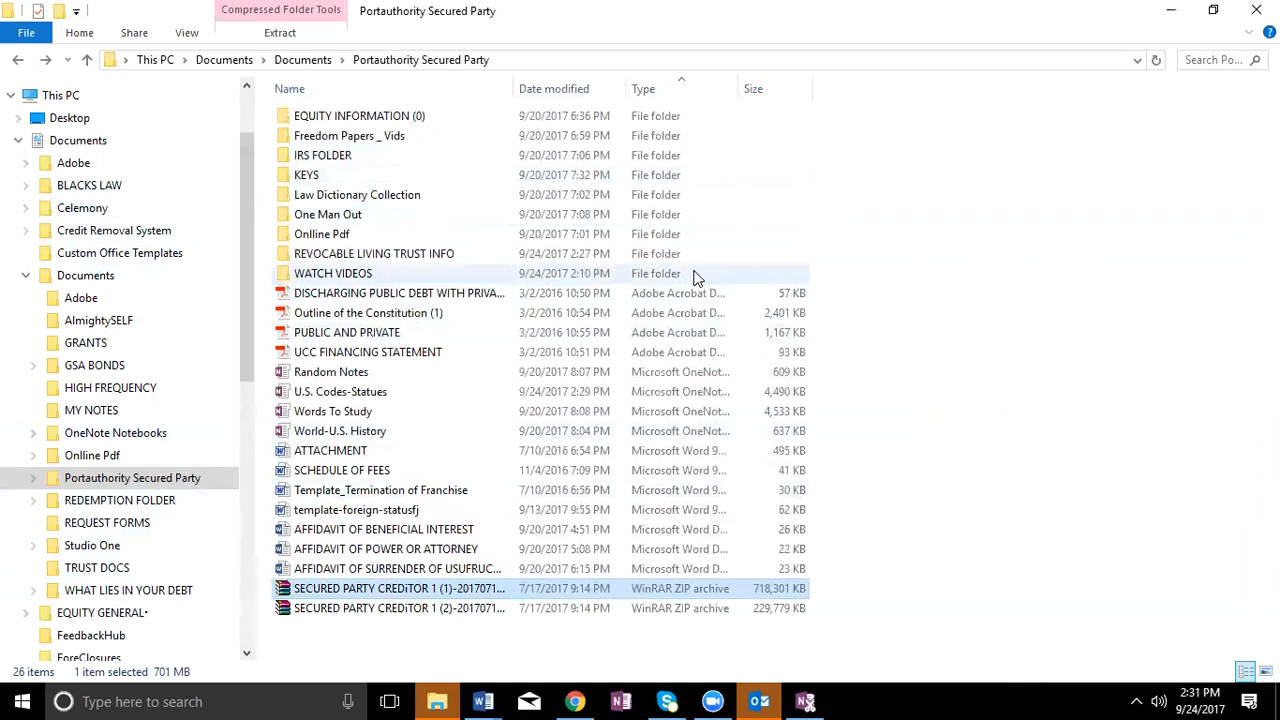 Compressed Folder Tools Portauthority Secured Party
File Home Share View Extract
This PC Documents Documents Portauthority Secured Party Search Po...
Name Date modified Type Size
This PC
Desktop
Documents
Adobe
BLACKS LAW
Celemony
Credit Removal System
Custom Office Templates
Documents
Adobe
AlmightySELF
GRANTS
GSA BONDS
HIGH FREQUENCY
MY NOTES
OneNote Notebooks
Onlline Pdf
Portauthority Secured Party
REDEMPTION FOLDER
REQUEST FORMS
Studio One
TRUST DOCS
WHAT LIES IN YOUR DEBT
EQUITY GENERAL·
FeedbackHub
ForeClosures
EQUITY INFORMATION (0) 9/20/2017 6:36 PM File folder
Freedom Papers _ Vids 9/20/2017 6:59 PM File folder
IRS FOLDER 9/20/2017 7:06 PM File folder
KEYS 9/20/2017 7:32 PM File folder
Law Dictionary Collection 9/20/2017 7:02 PM File folder
One Man Out 9/20/2017 7:08 PM File folder
Onlline Pdf 9/20/2017 7:01 PM File folder
REVOCABLE LIVING TRUST INFO 9/24/2017 2:27 PM File folder
WATCH VIDEOS 9/24/2017 2:10 PM File folder
DISCHARGING PUBLIC DEBT WITH PRIVA... 3/2/2016 10:50 PM Adobe Acrobat D... 57 KB
Outline of the Constitution (1) 3/2/2016 10:54 PM Adobe Acrobat D... 2,401 KB
PUBLIC AND PRIVATE 3/2/2016 10:55 PM Adobe Acrobat D... 1,167 KB
UCC FINANCING STATEMENT 3/2/2016 10:51 PM Adobe Acrobat D... 93 KB
Random Notes 9/20/2017 8:07 PM Microsoft OneNot... 609 KB
U.S. Codes-Statues 9/24/2017 2:29 PM Microsoft OneNot... 4,490 KB
Words To Study 9/20/2017 8:08 PM Microsoft OneNot... 4,533 KB
World-U.S. History 9/20/2017 8:04 PM Microsoft OneNot... 637 KB
ATTACHMENT 7/10/2016 6:54 PM Microsoft Word 9... 495 KB
SCHEDULE OF FEES 11/4/2016 7:09 PM Microsoft Word 9... 41 KB
Template_Termination of Franchise 7/10/2016 6:56 PM Microsoft Word 9... 30 KB
template-foreign-statusfj 9/13/2017 9:55 PM Microsoft Word 9... 62 KB
AFFIDAVIT OF BENEFICIAL INTEREST 9/20/2017 4:51 PM Microsoft Word D... 26 KB
AFFIDAVIT OF POWER OR ATTORNEY 9/20/2017 5:08 PM Microsoft Word D... 22 KB
AFFIDAVIT OF SURRENDER OF USUFRUC... 9/20/2017 6:15 PM Microsoft Word D... 23 KB
SECURED PARTY CREDiTOR 1 (1)-2017071... 7/17/2017 9:14 PM WinRAR ZIP archive 718,301 KB
SECURED PARTY CREDiTOR 1 (2)-2017071... 7/17/2017 9:14 PM WinRAR ZIP archive 229,779 KB
26 items 1 item selected 701 MB
Type here to search 2:31 PM
9/24/2017